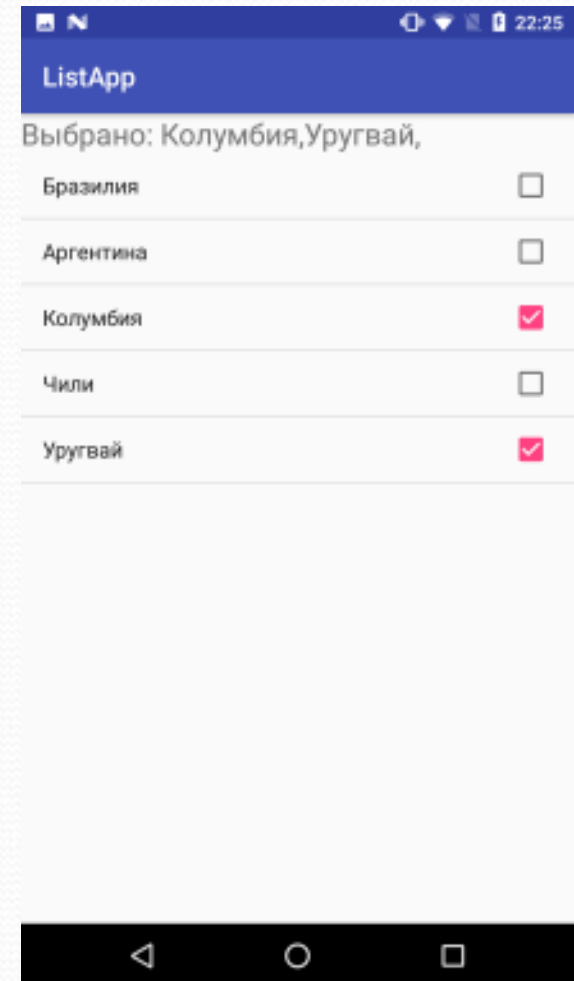 22:25
ListApp
Выбрано: Колумбия,Уругвай,
Бразилия
Аргентина
Колумбия
Чили
Уругвай